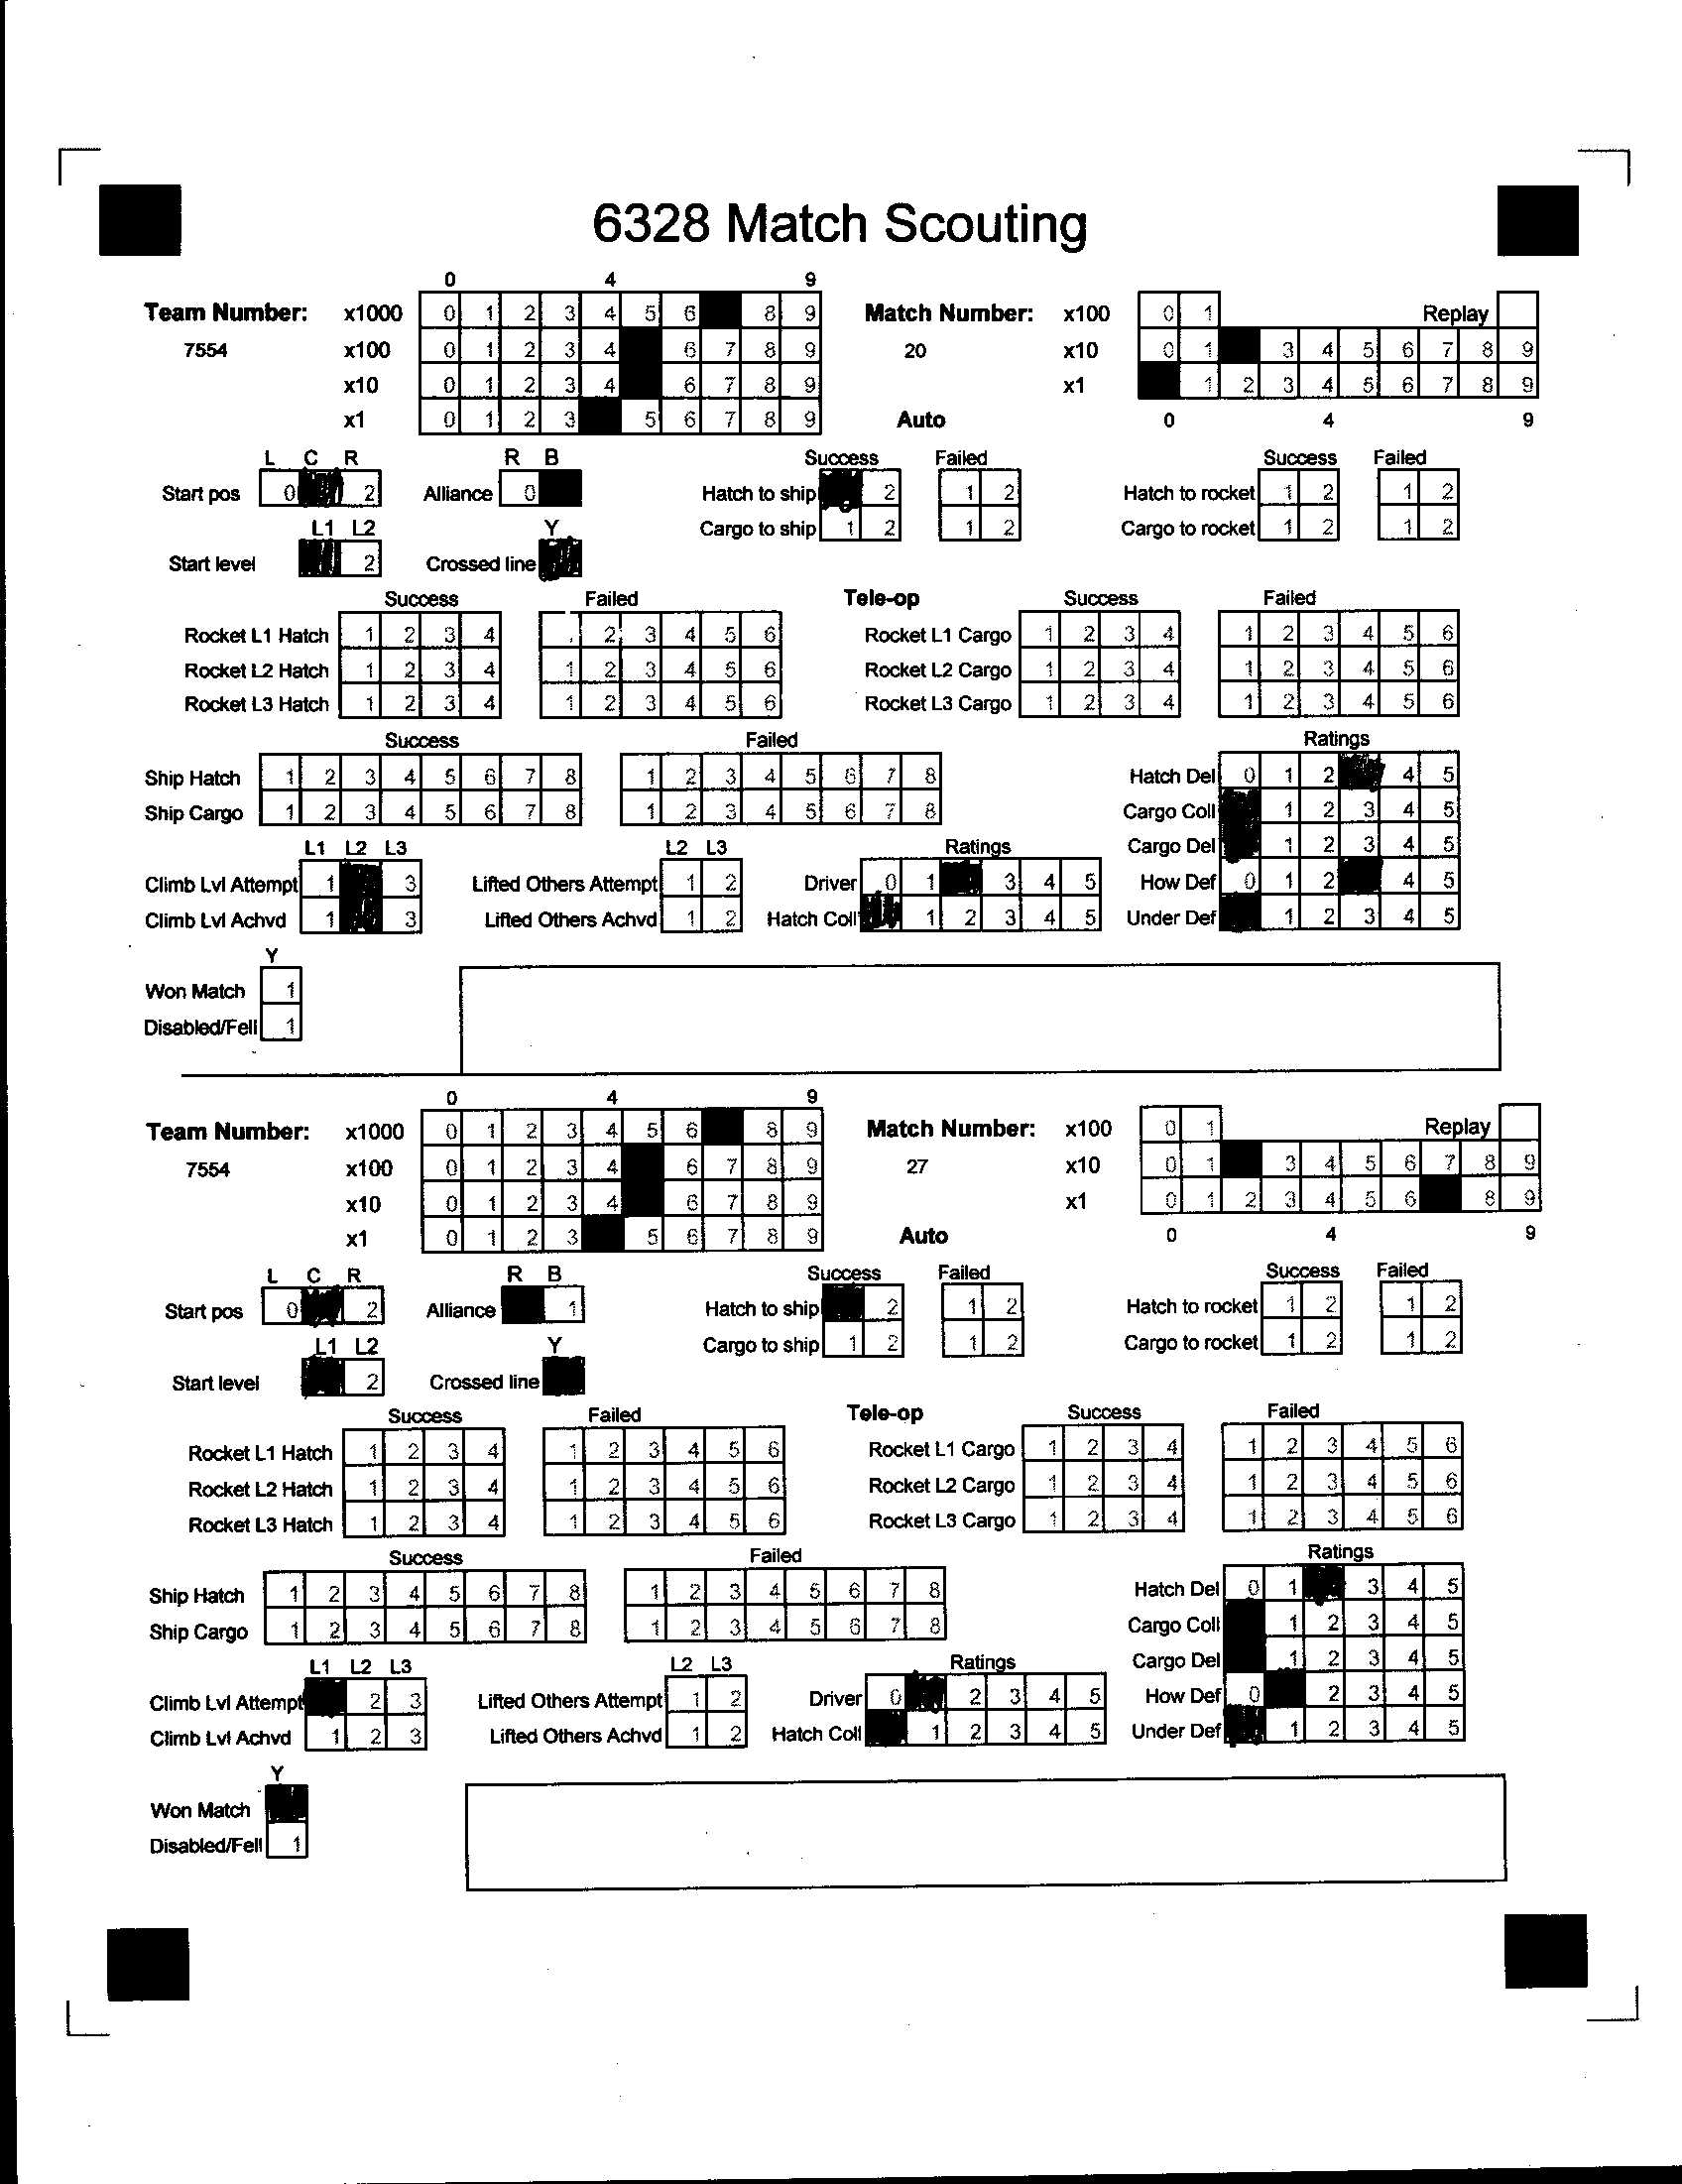 6328 Match Scouting
0 4 9
Team Number: x1000 0 1 2 3 4 5 6 8 9 Match Number: x100 0 1 Replay
7554 x100 0 1 2 3 4 6 7 8 9 20 x10 0 1 3 4 5 6 7 8 9
x10 0 1 2 3 4 6 7 8 9 x1 1 2 3 4 5 6 7 8 9
x1 0 1 2 3 5 6 7 8 9 Auto 0 4 9
L C R R B Success Failed Success Failed
Start pos 0 2 Alliance 0 Hatch to ship 2 1 2 Hatch to rocket 1 2 1 2
L1 L2 Y Cargo to ship 1 2 1 2 Cargo to rocket 1 2 1 2
Start level 2 Crossed line
Success Failed Tele-op Success Failed
Rocket L1 Hatch 1 2 3 4 2 3 4 5 6 Rocket L1 Cargo 1 2 3 4 1 2 3 4 5 6
Rocket L2 Hatch 1 2 3 4 1 2 3 4 5 6 Rocket L2 Cargo 1 2 3 4 1 2 3 4 5 6
Rocket L3 Hatch 1 2 3 4 1 2 3 4 5 6 Rocket L3 Cargo 1 2 3 4 1 2 3 4 5 6
Success Failed Ratings
Ship Hatch 1 2 3 4 5 6 7 8 1 2 3 4 5 6 7 8 Hatch Del 0 1 2 4 5
Ship Cargo 1 2 3 4 5 6 7 8 1 2 3 4 5 6 7 8 Cargo Coll 1 2 3 4 5
L1 L2 L3 L2 L3 Ratings Cargo Del 1 2 3 4 5
Climb Lvl Attempt 1 3 Lifted Others Attempt 1 2 Driver 0 1 3 4 5 How Def 0 1 2 4 5
Climb Lvl Achvd 1 3 Lifted Others Achvd 1 2 Hatch Coll 1 2 3 4 5 Under Def 1 2 3 4 5
Y
Won Match 1
Disabled/Fell 1
0 4 9
Team Number: x1000 0 1 2 3 4 5 6 8 9 Match Number: x100 0 1 Replay
7554 x100 0 1 2 3 4 6 7 8 9 27 x10 0 1 3 4 5 6 7 8 9
x10 0 1 2 3 4 6 7 8 9 x1 0 1 2 3 4 5 6 8 9
x1 0 1 2 3 5 6 7 8 9 Auto 0 4 9
L C R R B Success Failed Success Failed
Start pos 0 2 Alliance 1 Hatch to ship 2 1 2 Hatch to rocket 1 2 1 2
L1 L2 Y Cargo to ship 1 2 1 2 Cargo to rocket 1 2 1 2
Start level 2 Crossed line
Success Failed Tele-op Success Failed
Rocket L1 Hatch 1 2 3 4 1 2 3 4 5 6 Rocket L1 Cargo 1 2 3 4 1 2 3 4 5 6
Rocket L2 Hatch 1 2 3 4 1 2 3 4 5 6 Rocket L2 Cargo 1 2 3 4 1 2 3 4 5 6
Rocket L3 Hatch 1 2 3 4 1 2 3 4 5 6 Rocket L3 Cargo 1 2 3 4 1 2 3 4 5 6
Success Failed Ratings
Ship Hatch 1 2 3 4 5 6 7 8 1 2 3 4 5 6 7 8 Hatch Del 0 1 3 4 5
Ship Cargo 1 2 3 4 5 6 7 8 1 2 3 4 5 6 7 8 Cargo Coll 1 2 3 4 5
L1 L2 L3 L2 L3 Ratings Cargo Del 1 2 3 4 5
Climb Lvl Attempt 2 3 Lifted Others Attempt 1 2 Driver 0 2 3 4 5 How Def 0 2 3 4 5
Climb Lvl Achvd 1 2 3 Lifted Others Achvd 1 2 Hatch Coll 1 2 3 4 5 Under Def 1 2 3 4 5
Y
Won Match
Disabled/Fell 1